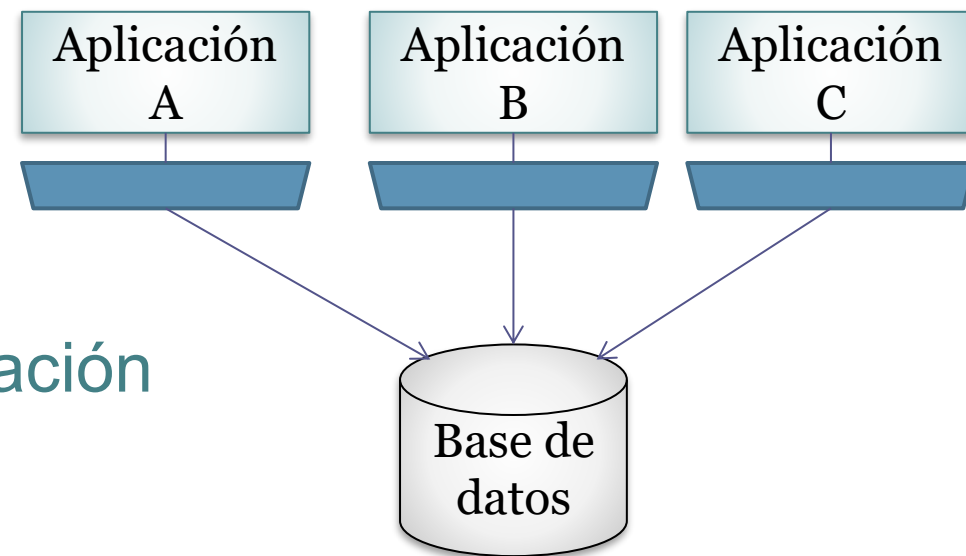 Aplicación
A
Aplicación
B
Aplicación
C
ación
Base de
datos